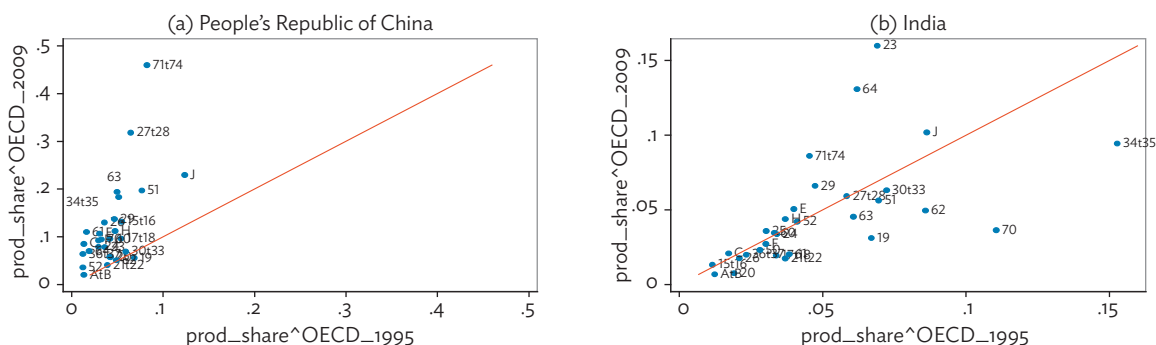 (a) People's Republic of China
prod_share^OECD_2009
.5
.4
.3
.2
.1
0
71t74
27t28
63
34t35
51
J
29
15t16
H
17t18
30t33
19
21t22
52
AtB
0
.1
.2
.3
.4
.5
prod_share^OECD_1995
(b) India
prod_share^OECD_2009
.15
.1
.05
0
23
64
J
34t35
71t74
29
27t28
30t33
51
E
H
52
63
62
19
70
F
C
15t16
AtB
20
21t22
0
.05
.1
.15
prod_share^OECD_1995